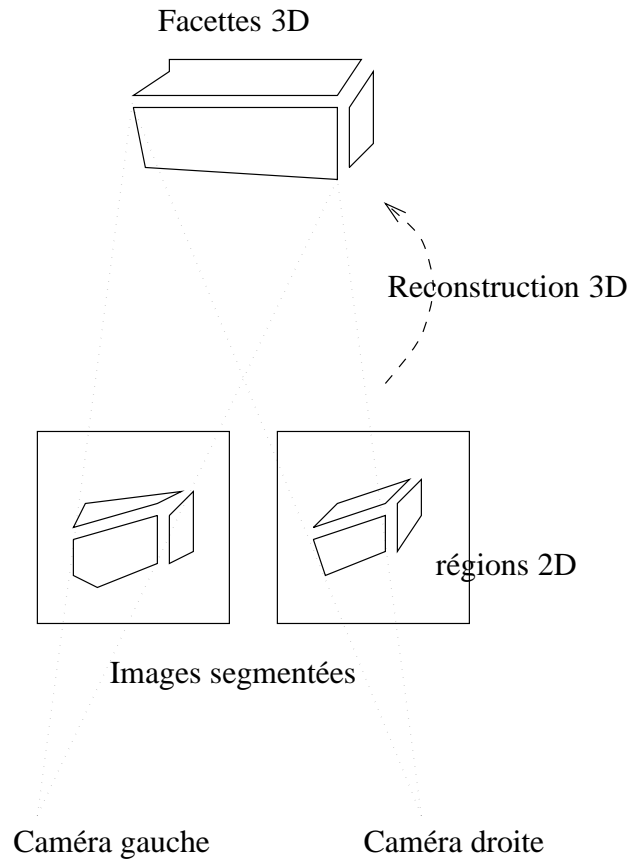 Facettes 3D
Reconstruction 3D
régions 2D
Images segmentées
Caméra gauche
Caméra droite